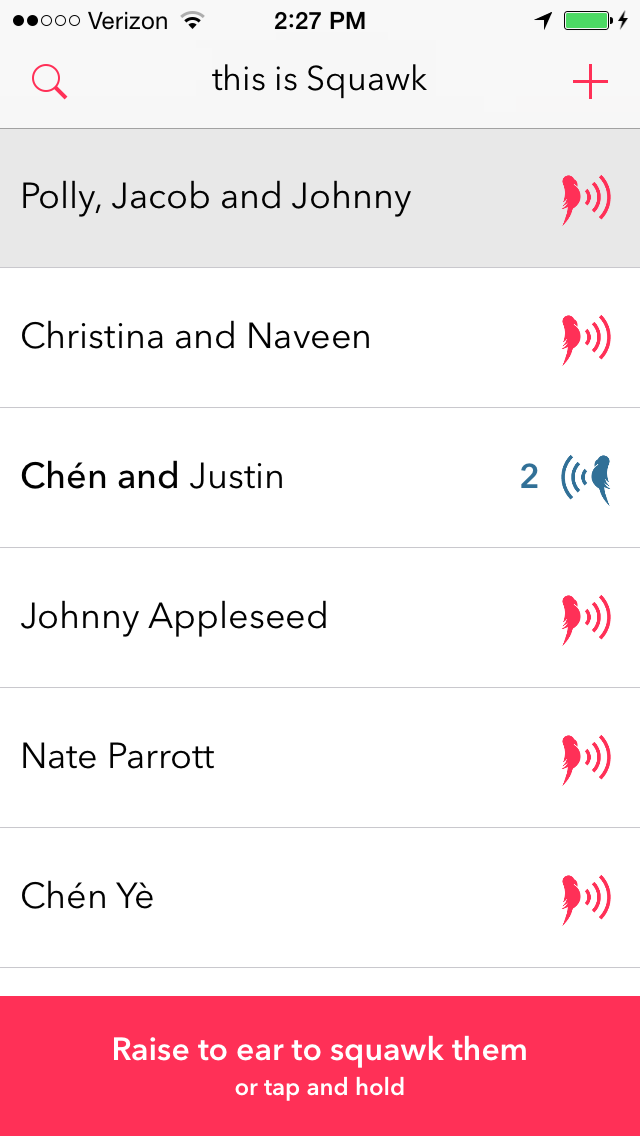 Verizon 2:27 PM
this is Squawk
Polly, Jacob and Johnny
Christina and Naveen
Chén and Justin 2
Johnny Appleseed
Nate Parrott
Chén Yè
Raise to ear to squawk them
or tap and hold